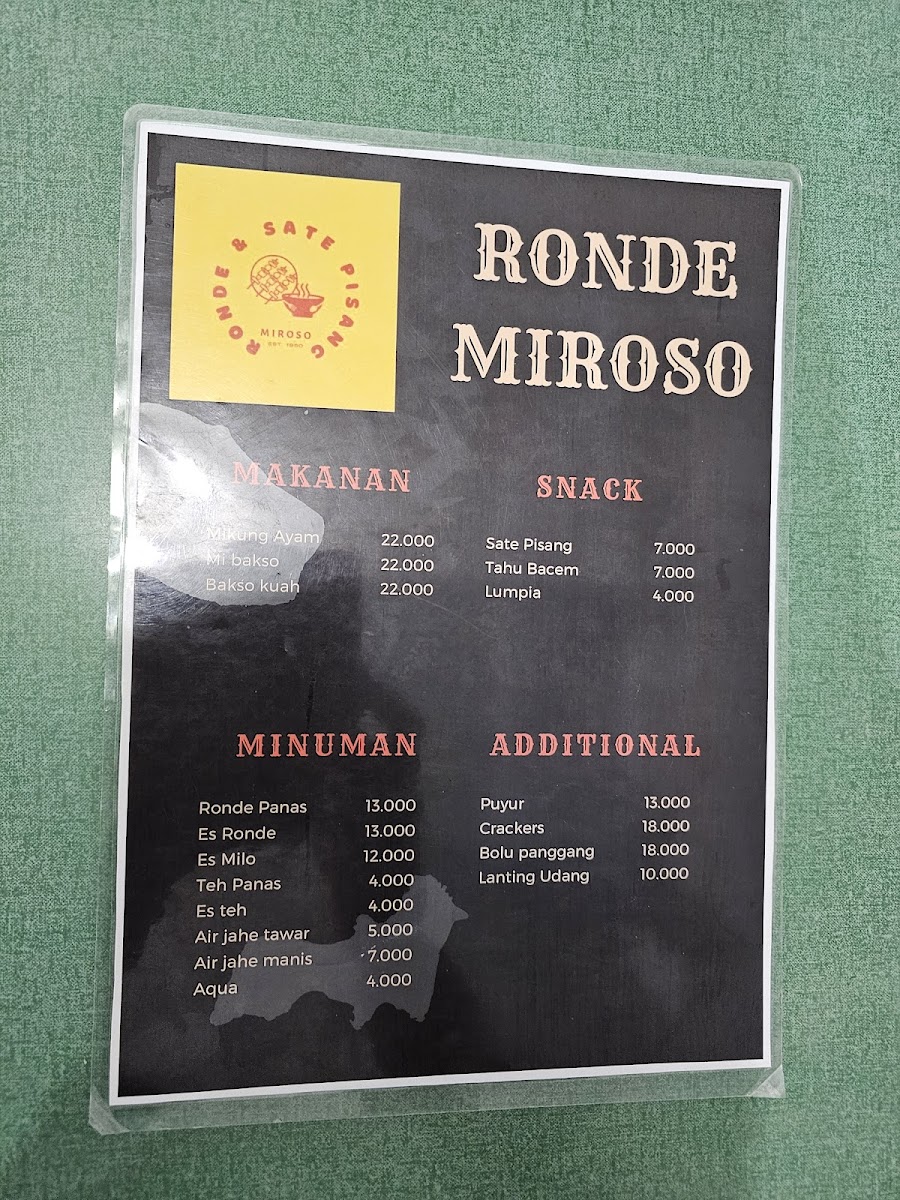 RONDE & SATE PISANG
MIROSO
RONDE
MIROSO
MAKANAN
Mikung Ayam 22.000
Mi bakso 22.000
Bakso kuah 22.000
SNACK
Sate Pisang 7.000
Tahu Bacem 7.000
Lumpia 4.000
MINUMAN
Ronde Panas 13.000
Es Ronde 13.000
Es Milo 12.000
Teh Panas 4.000
Es teh 4.000
Air jahe tawar 5.000
Air jahe manis 7.000
Aqua 4.000
ADDITIONAL
Puyur 13.000
Crackers 18.000
Bolu panggang 18.000
Lanting Udang 10.000